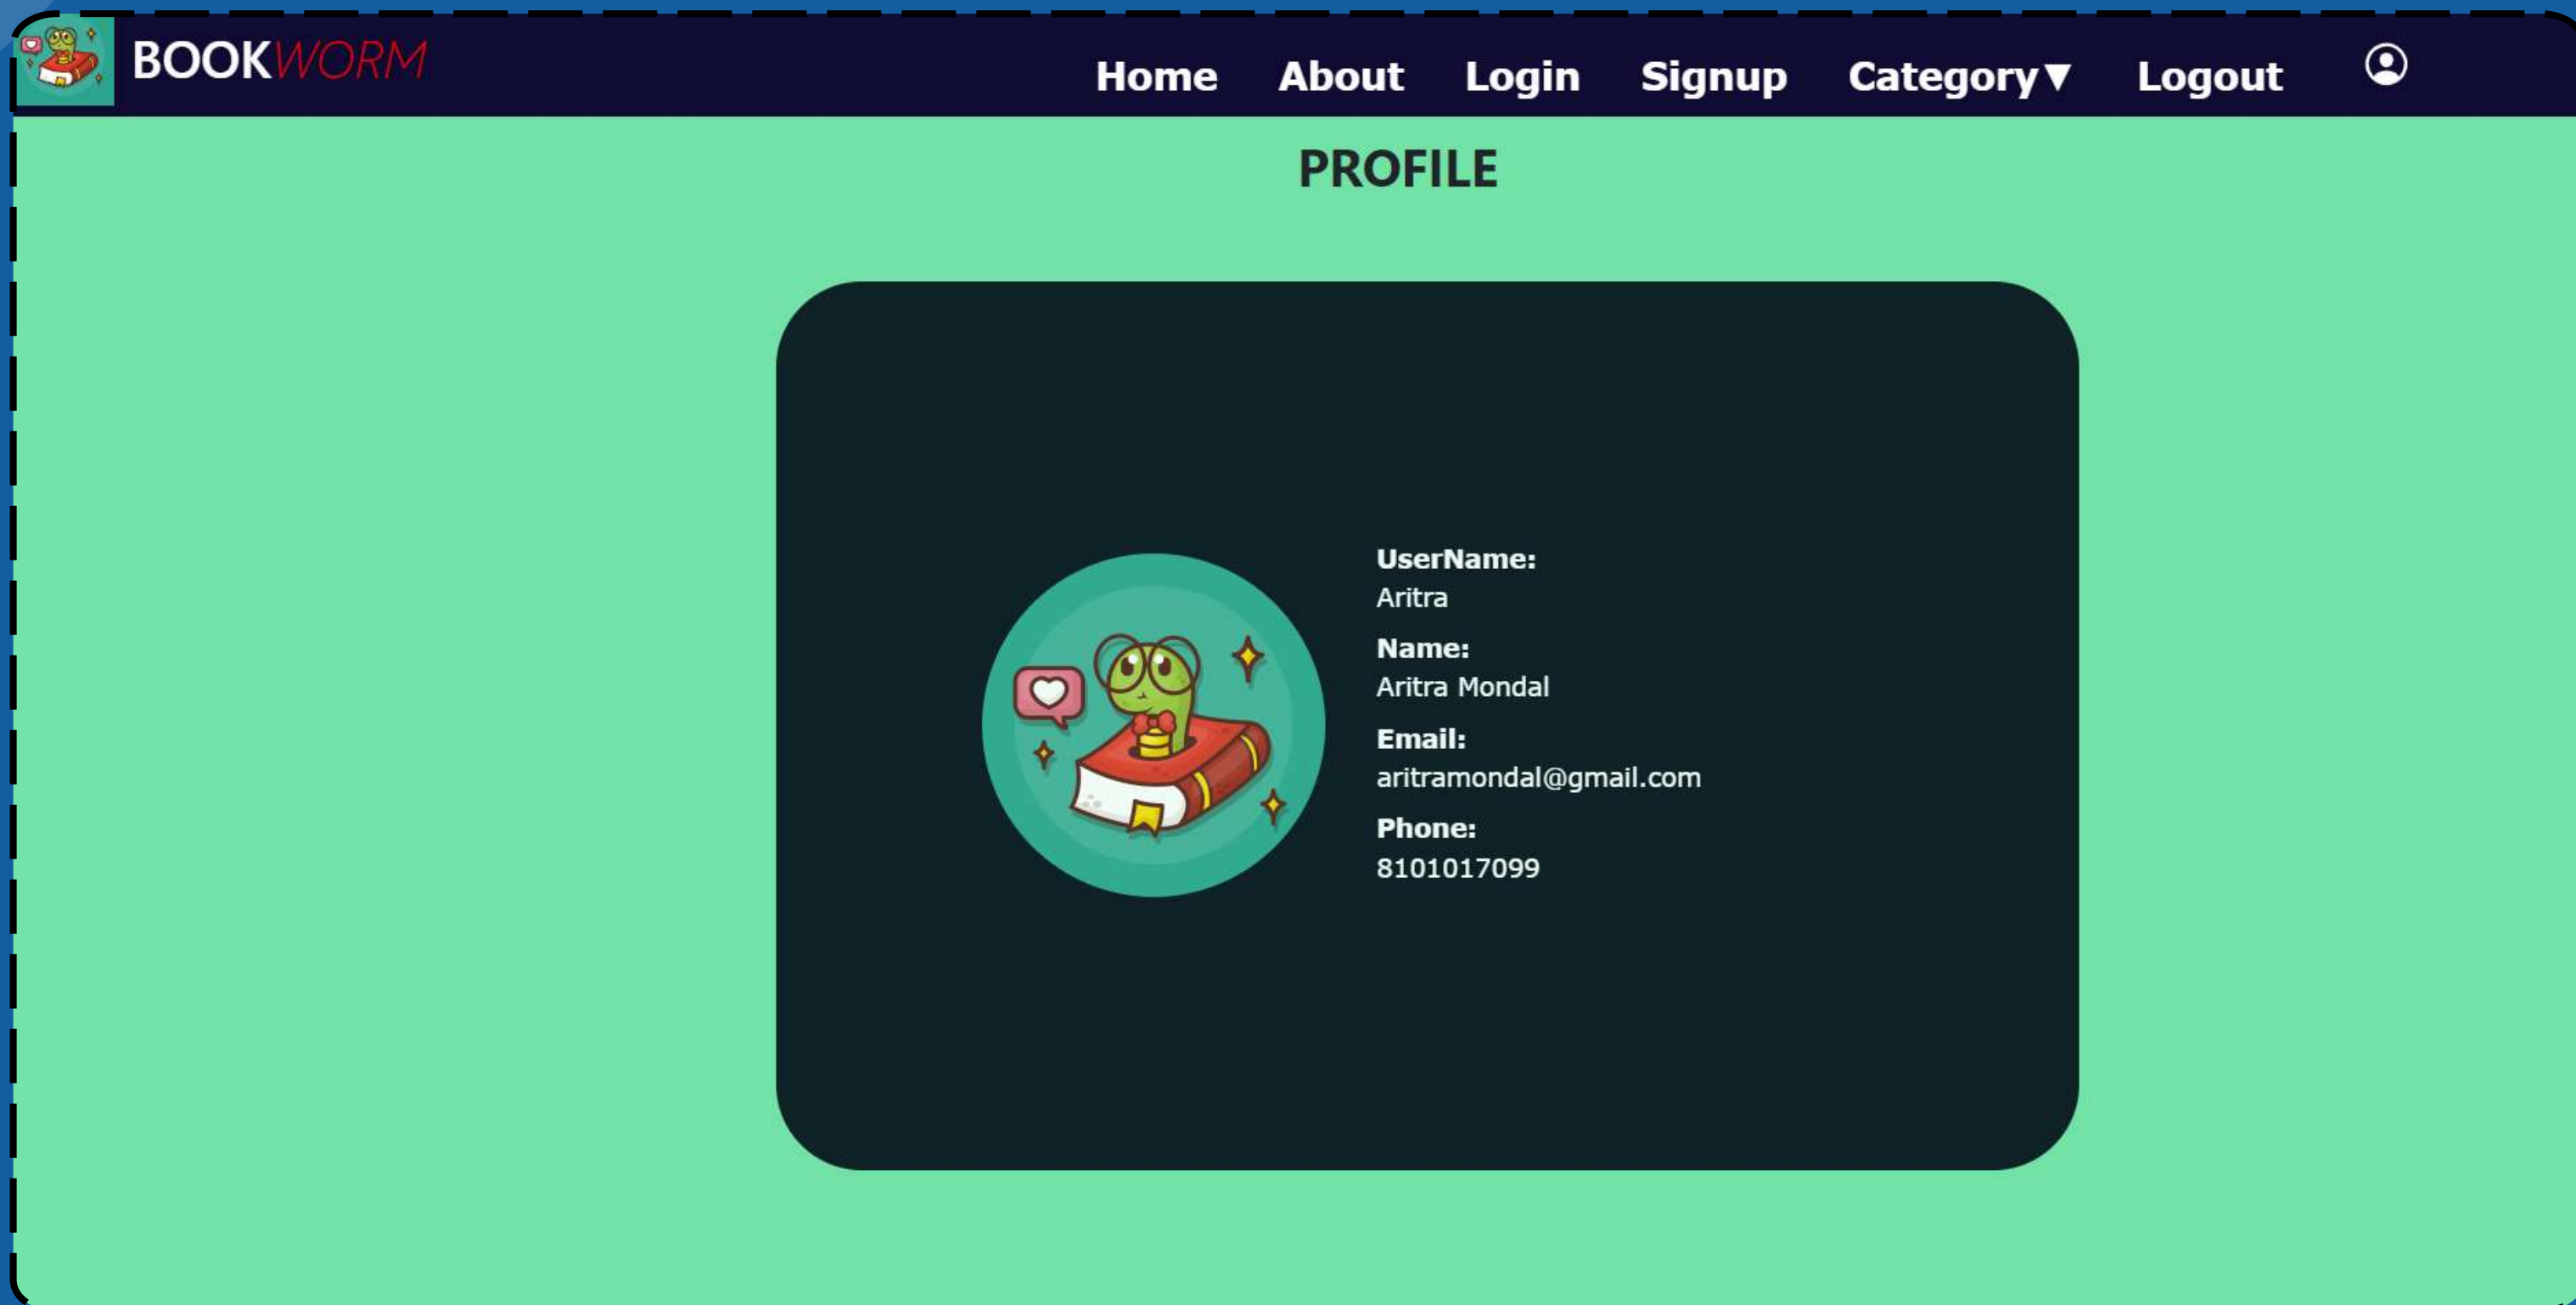 BOOKWORM
Home About Login Signup Category▼ Logout
PROFILE
UserName:
Aritra
Name:
Aritra Mondal
Email:
aritramondal@gmail.com
Phone:
8101017099